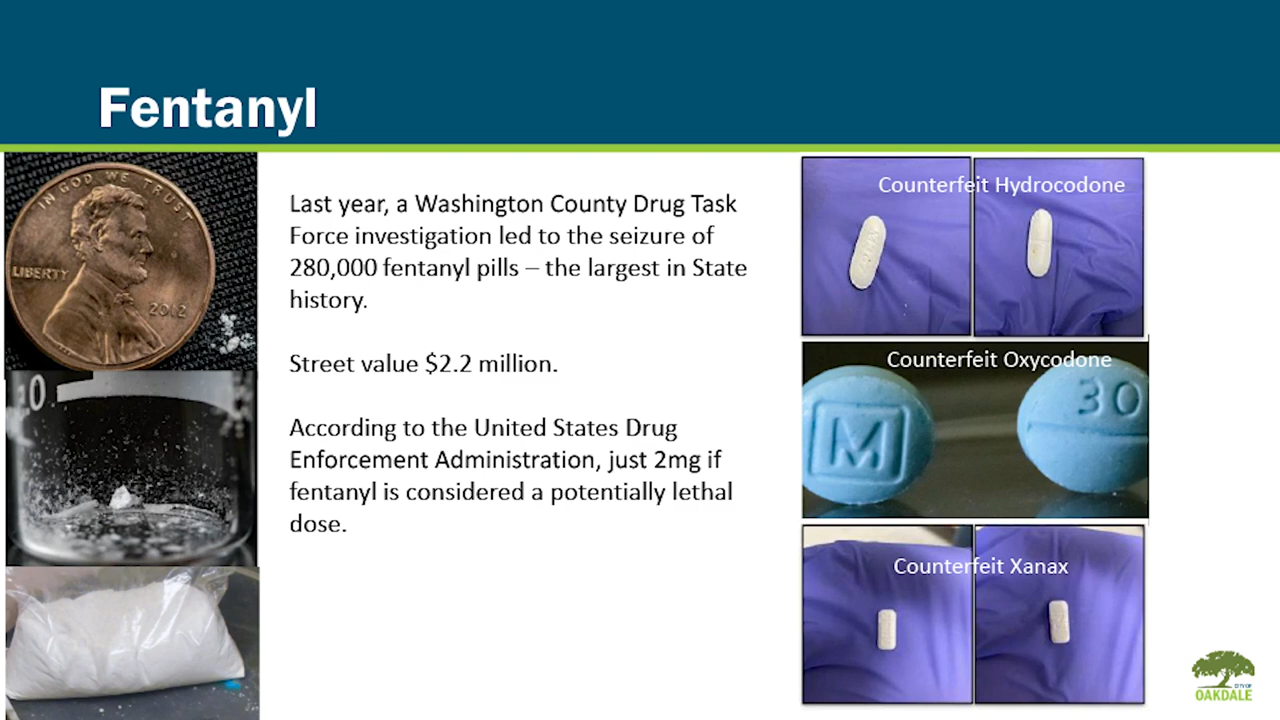 Fentanyl
IN GOD WE TRUST
LIBERTY
2012
30
Last year, a Washington County Drug Task
Force investigation led to the seizure of
280,000 fentanyl pills – the largest in State
history.
Street value $2.2 million.
According to the United States Drug
Enforcement Administration, just 2mg if
fentanyl is considered a potentially lethal
dose.
Counterfeit Hydrocodone
Counterfeit Oxycodone
M
30
Counterfeit Xanax
CITY OF
OAKDALE